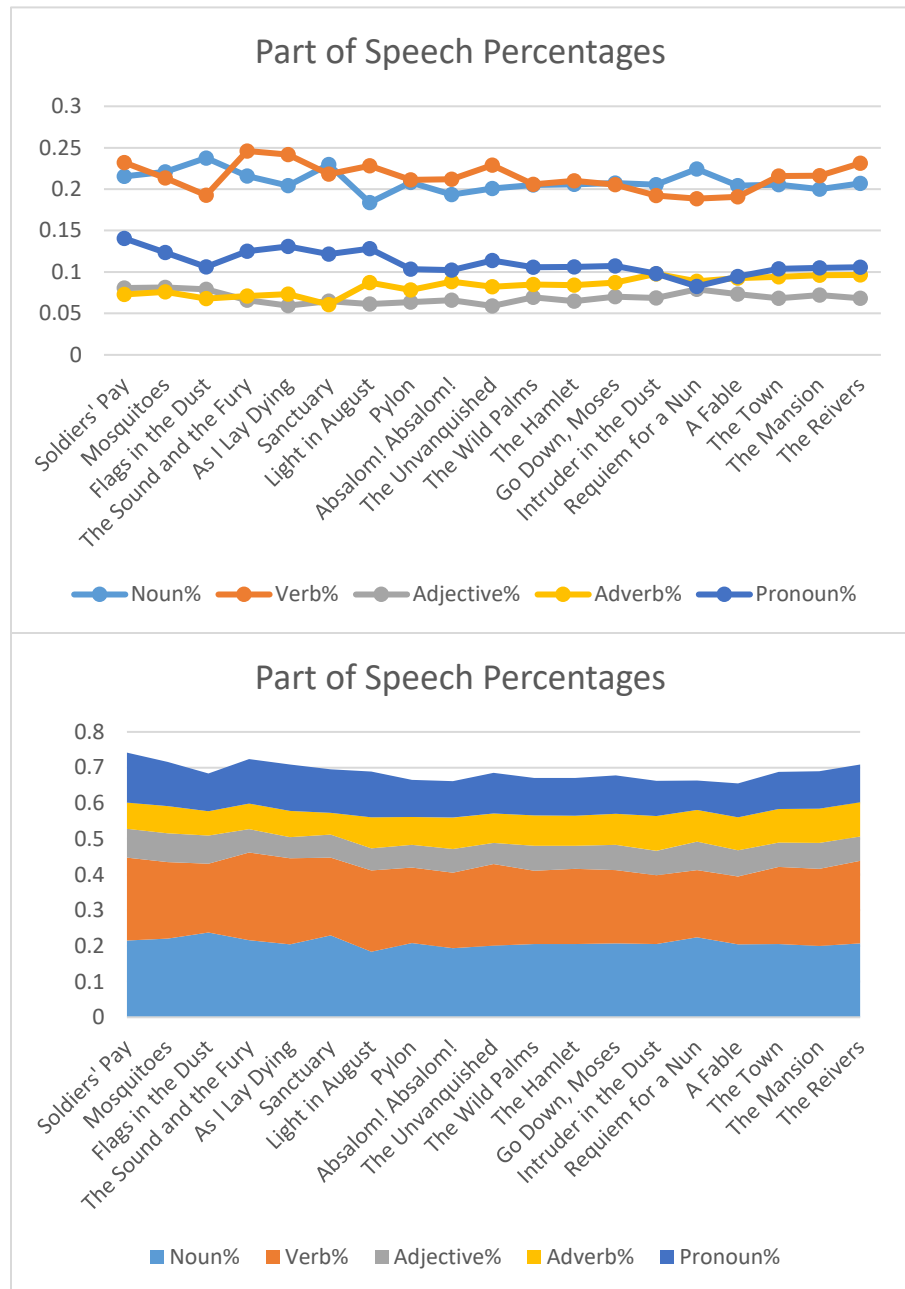 Part of Speech Percentages
0.3
0.25
0.2
0.15
0.1
0.05
0
Soldiers' Pay
Mosquitoes
Flags in the Dust
The Sound and the Fury
As I Lay Dying
Sanctuary
Light in August
Pylon
Absalom! Absalom!
The Unvanquished
The Wild Palms
The Hamlet
Go Down, Moses
Intruder in the Dust
Requiem for a Nun
A Fable
The Town
The Mansion
The Reivers
Noun% Verb% Adjective% Adverb% Pronoun%
Part of Speech Percentages
0.8
0.7
0.6
0.5
0.4
0.3
0.2
0.1
0
Soldiers' Pay
Mosquitoes
Flags in the Dust
The Sound and the Fury
As I Lay Dying
Sanctuary
Light in August
Pylon
Absalom! Absalom!
The Unvanquished
The Wild Palms
The Hamlet
Go Down, Moses
Intruder in the Dust
Requiem for a Nun
A Fable
The Town
The Mansion
The Reivers
Noun% Verb% Adjective% Adverb% Pronoun%